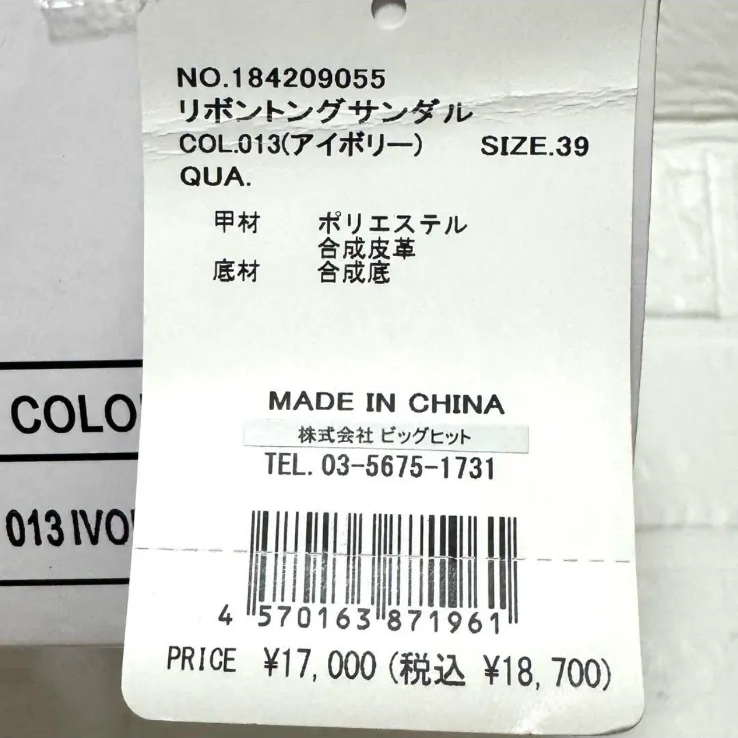 NO.184209055
リボントングサンダル
COL.013(アイボリー) SIZE.39
QUA.
甲材 ポリエステル
合成皮革
底材 合成底
MADE IN CHINA
株式会社 ビッグヒット
TEL. 03-5675-1731
4 570163 871961
PRICE ¥17,000 (税込 ¥18,700)
COLO
013 IVO